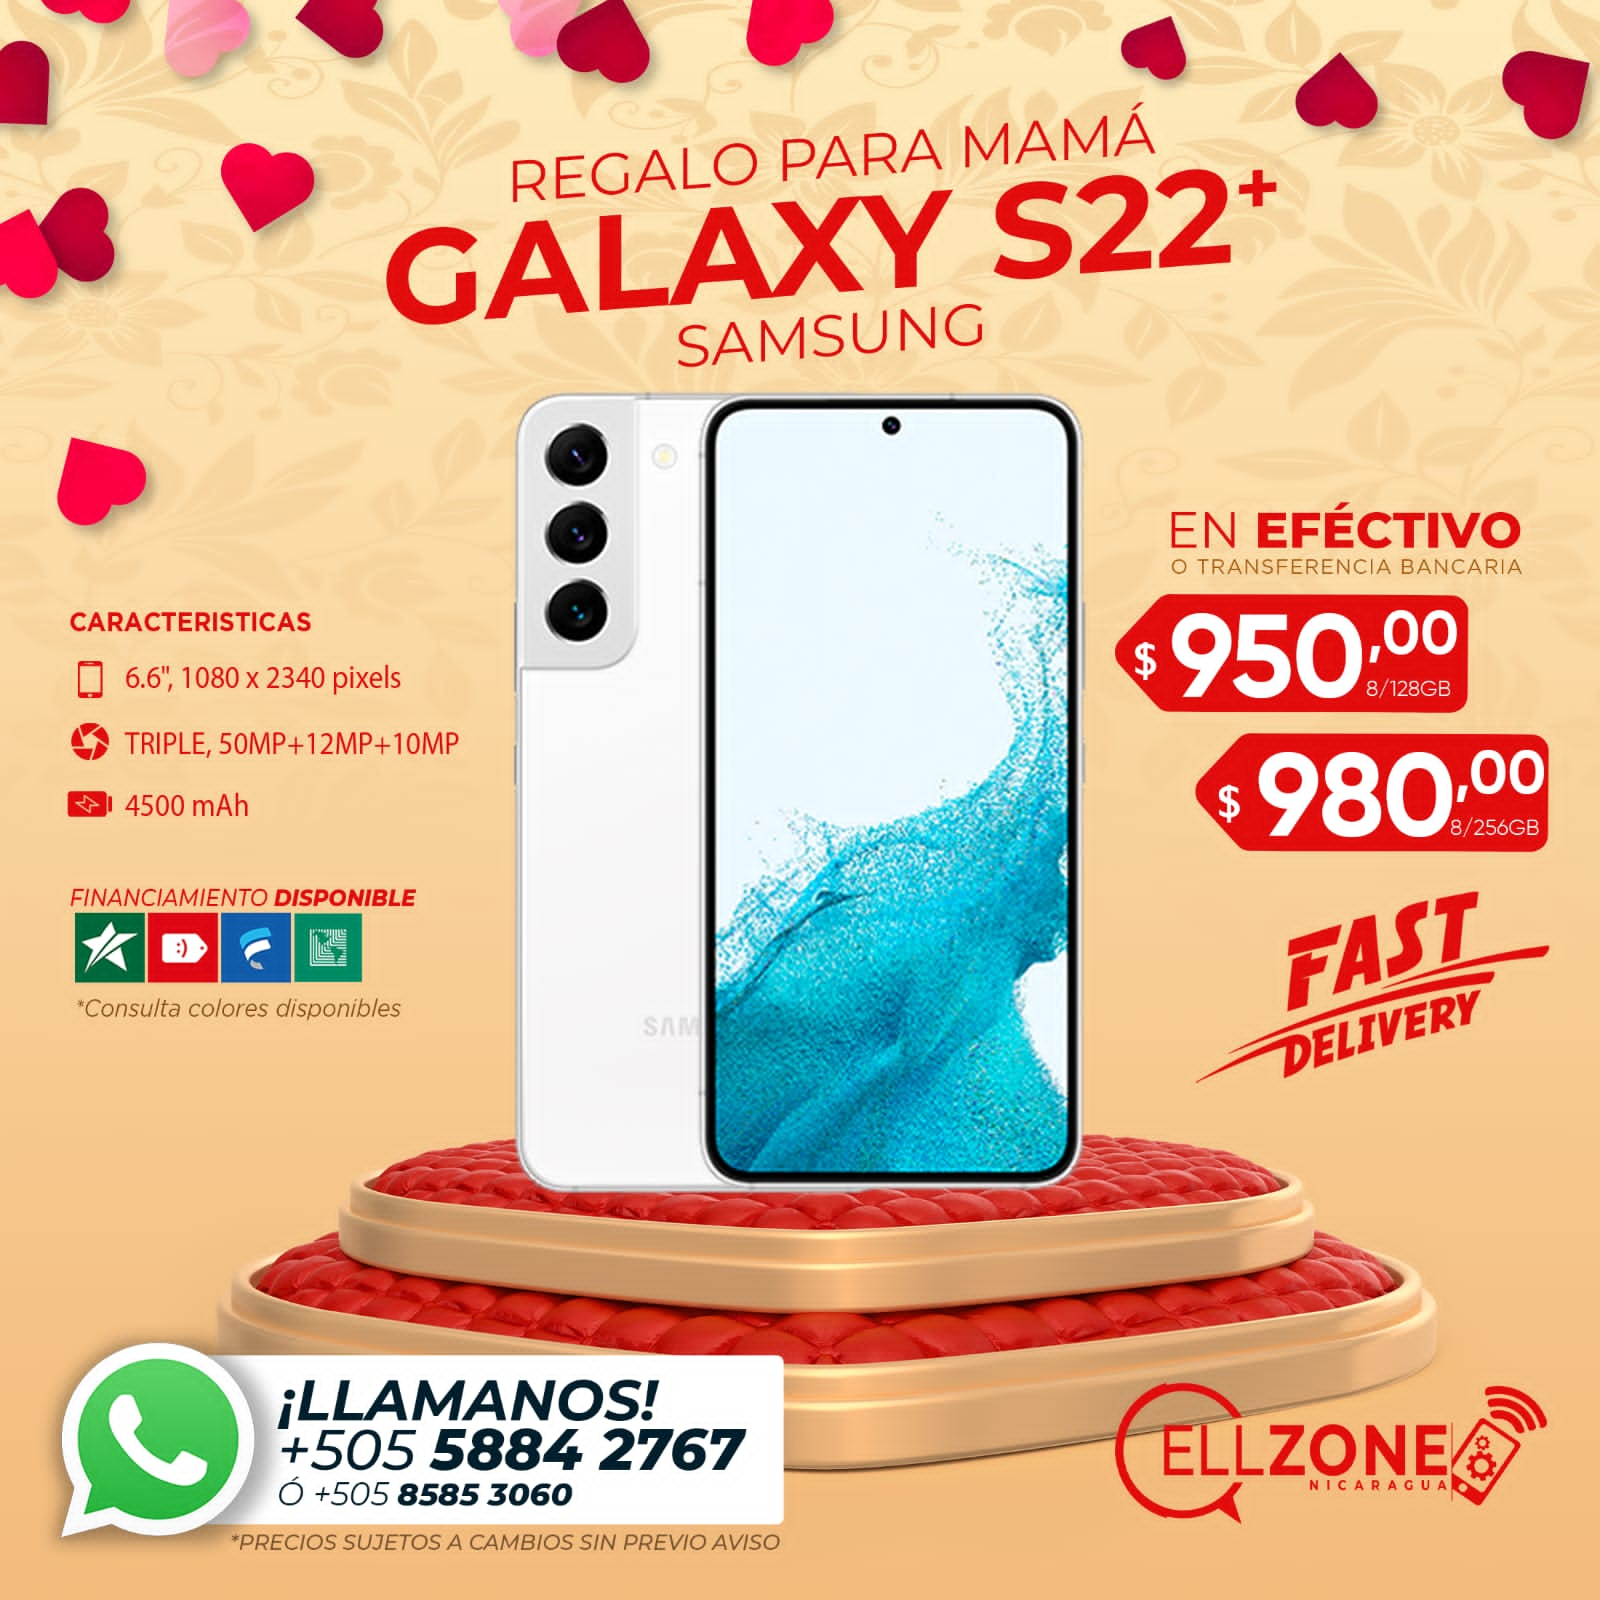 REGALO PARA MAMÁ
GALAXY S22+
SAMSUNG
EN EFÉCTIVO
O TRANSFERENCIA BANCARIA
$ 950,00
8/128GB
$ 980,00
8/256GB
CARACTERISTICAS
6.6", 1080 x 2340 pixels
TRIPLE, 50MP+12MP+10MP
4500 mAh
FINANCIAMIENTO DISPONIBLE
:)
*Consulta colores disponibles
SAM
FAST
DELIVERY
¡LLAMANOS!
+505 5884 2767
Ó +505 8585 3060
*PRECIOS SUJETOS A CAMBIOS SIN PREVIO AVISO
CELLZONE
NICARAGUA